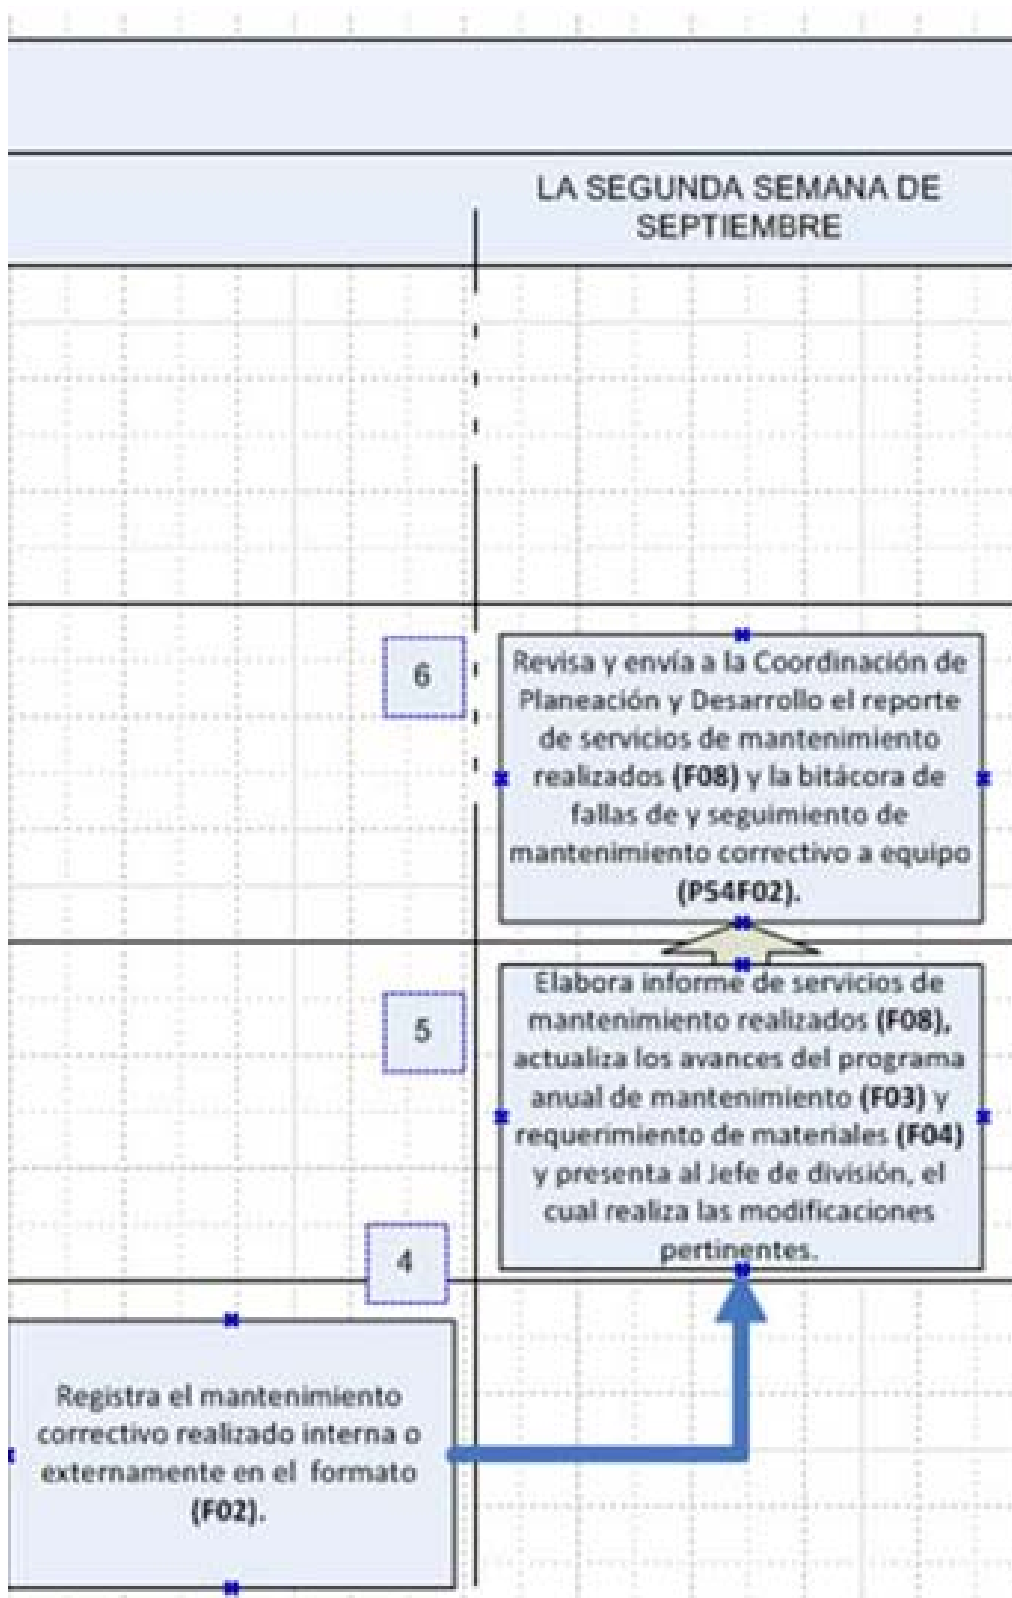 LA SEGUNDA SEMANA DE
SEPTIEMBRE
6
Revisa y envía a la Coordinación de
Planeación y Desarrollo el reporte
de servicios de mantenimiento
realizados (F08) y la bitácora de
fallas de y seguimiento de
mantenimiento correctivo a equipo
(PS4F02).
5
Elabora informe de servicios de
mantenimiento realizados (F08),
actualiza los avances del programa
anual de mantenimiento (F03) y
requerimiento de materiales (F04)
y presenta al Jefe de división, el
cual realiza las modificaciones
pertinentes.
4
Registra el mantenimiento
correctivo realizado interna o
externamente en el formato
(F02).